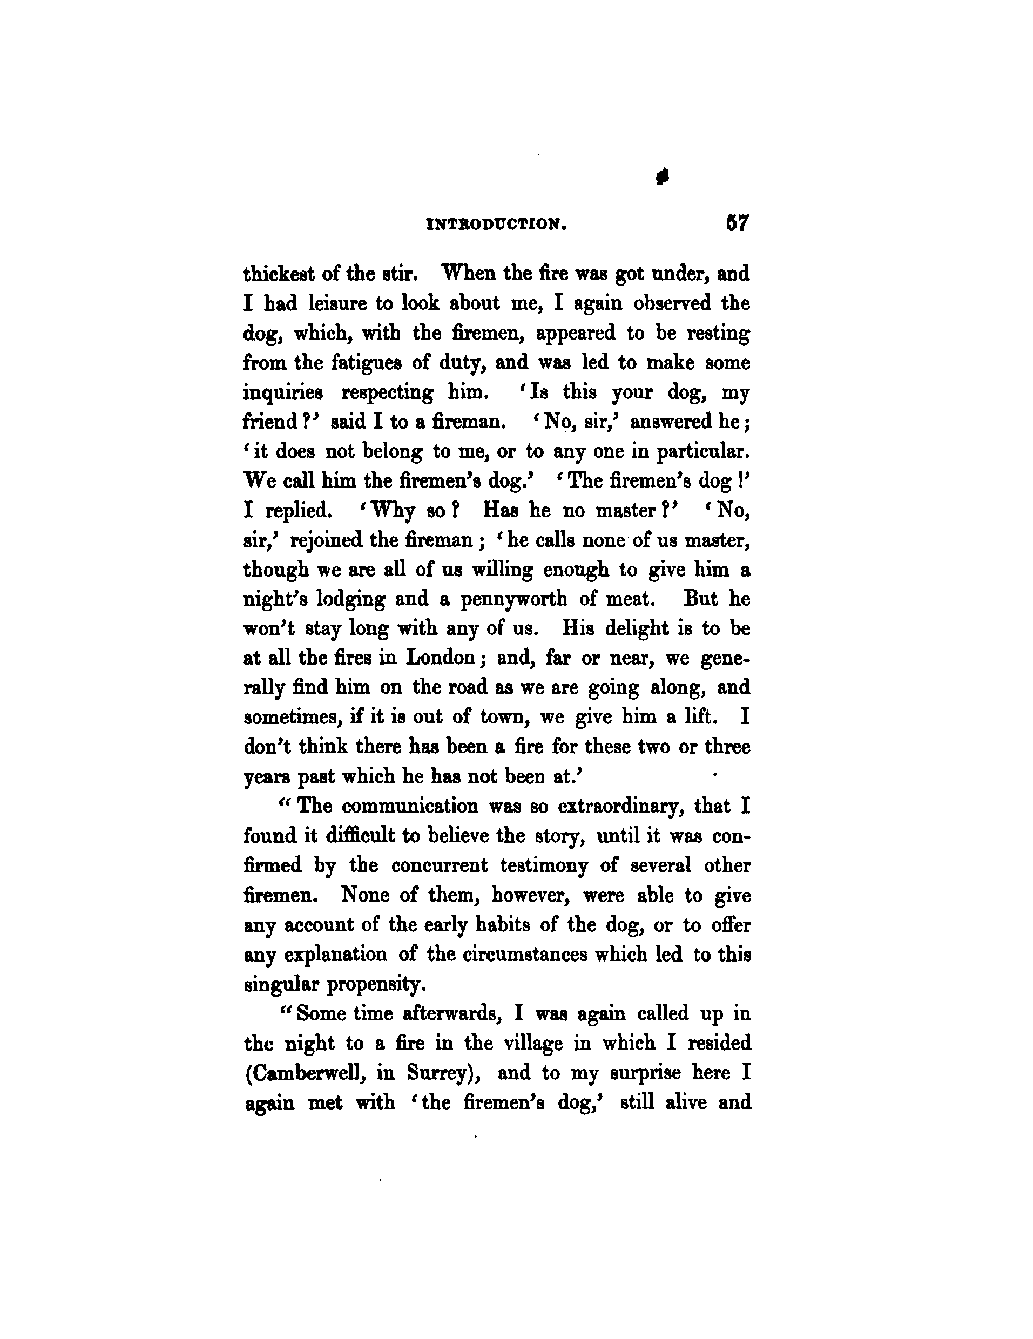 INTRODUCTION. 57
thickest of the stir. When the fire was got under, and
I had leisure to look about me, I again observed the
dog, which, with the firemen, appeared to be resting
from the fatigues of duty, and was led to make some
inquiries respecting him. ‘Is this your dog, my
friend?’ said I to a fireman. ‘No, sir,’ answered he;
‘it does not belong to me, or to any one in particular.
We call him the firemen's dog.’ ‘The firemen's dog!’
I replied. ‘Why so? Has he no master?’ ‘No,
sir,’ rejoined the fireman; ‘he calls none of us master,
though we are all of us willing enough to give him a
night's lodging and a pennyworth of meat. But he
won't stay long with any of us. His delight is to be
at all the fires in London; and, far or near, we gene-
rally find him on the road as we are going along, and
sometimes, if it is out of town, we give him a lift. I
don't think there has been a fire for these two or three
years past which he has not been at.’
“The communication was so extraordinary, that I
found it difficult to believe the story, until it was con-
firmed by the concurrent testimony of several other
firemen. None of them, however, were able to give
any account of the early habits of the dog, or to offer
any explanation of the circumstances which led to this
singular propensity.
“Some time afterwards, I was again called up in
the night to a fire in the village in which I resided
(Camberwell, in Surrey), and to my surprise here I
again met with ‘the firemen's dog,’ still alive and